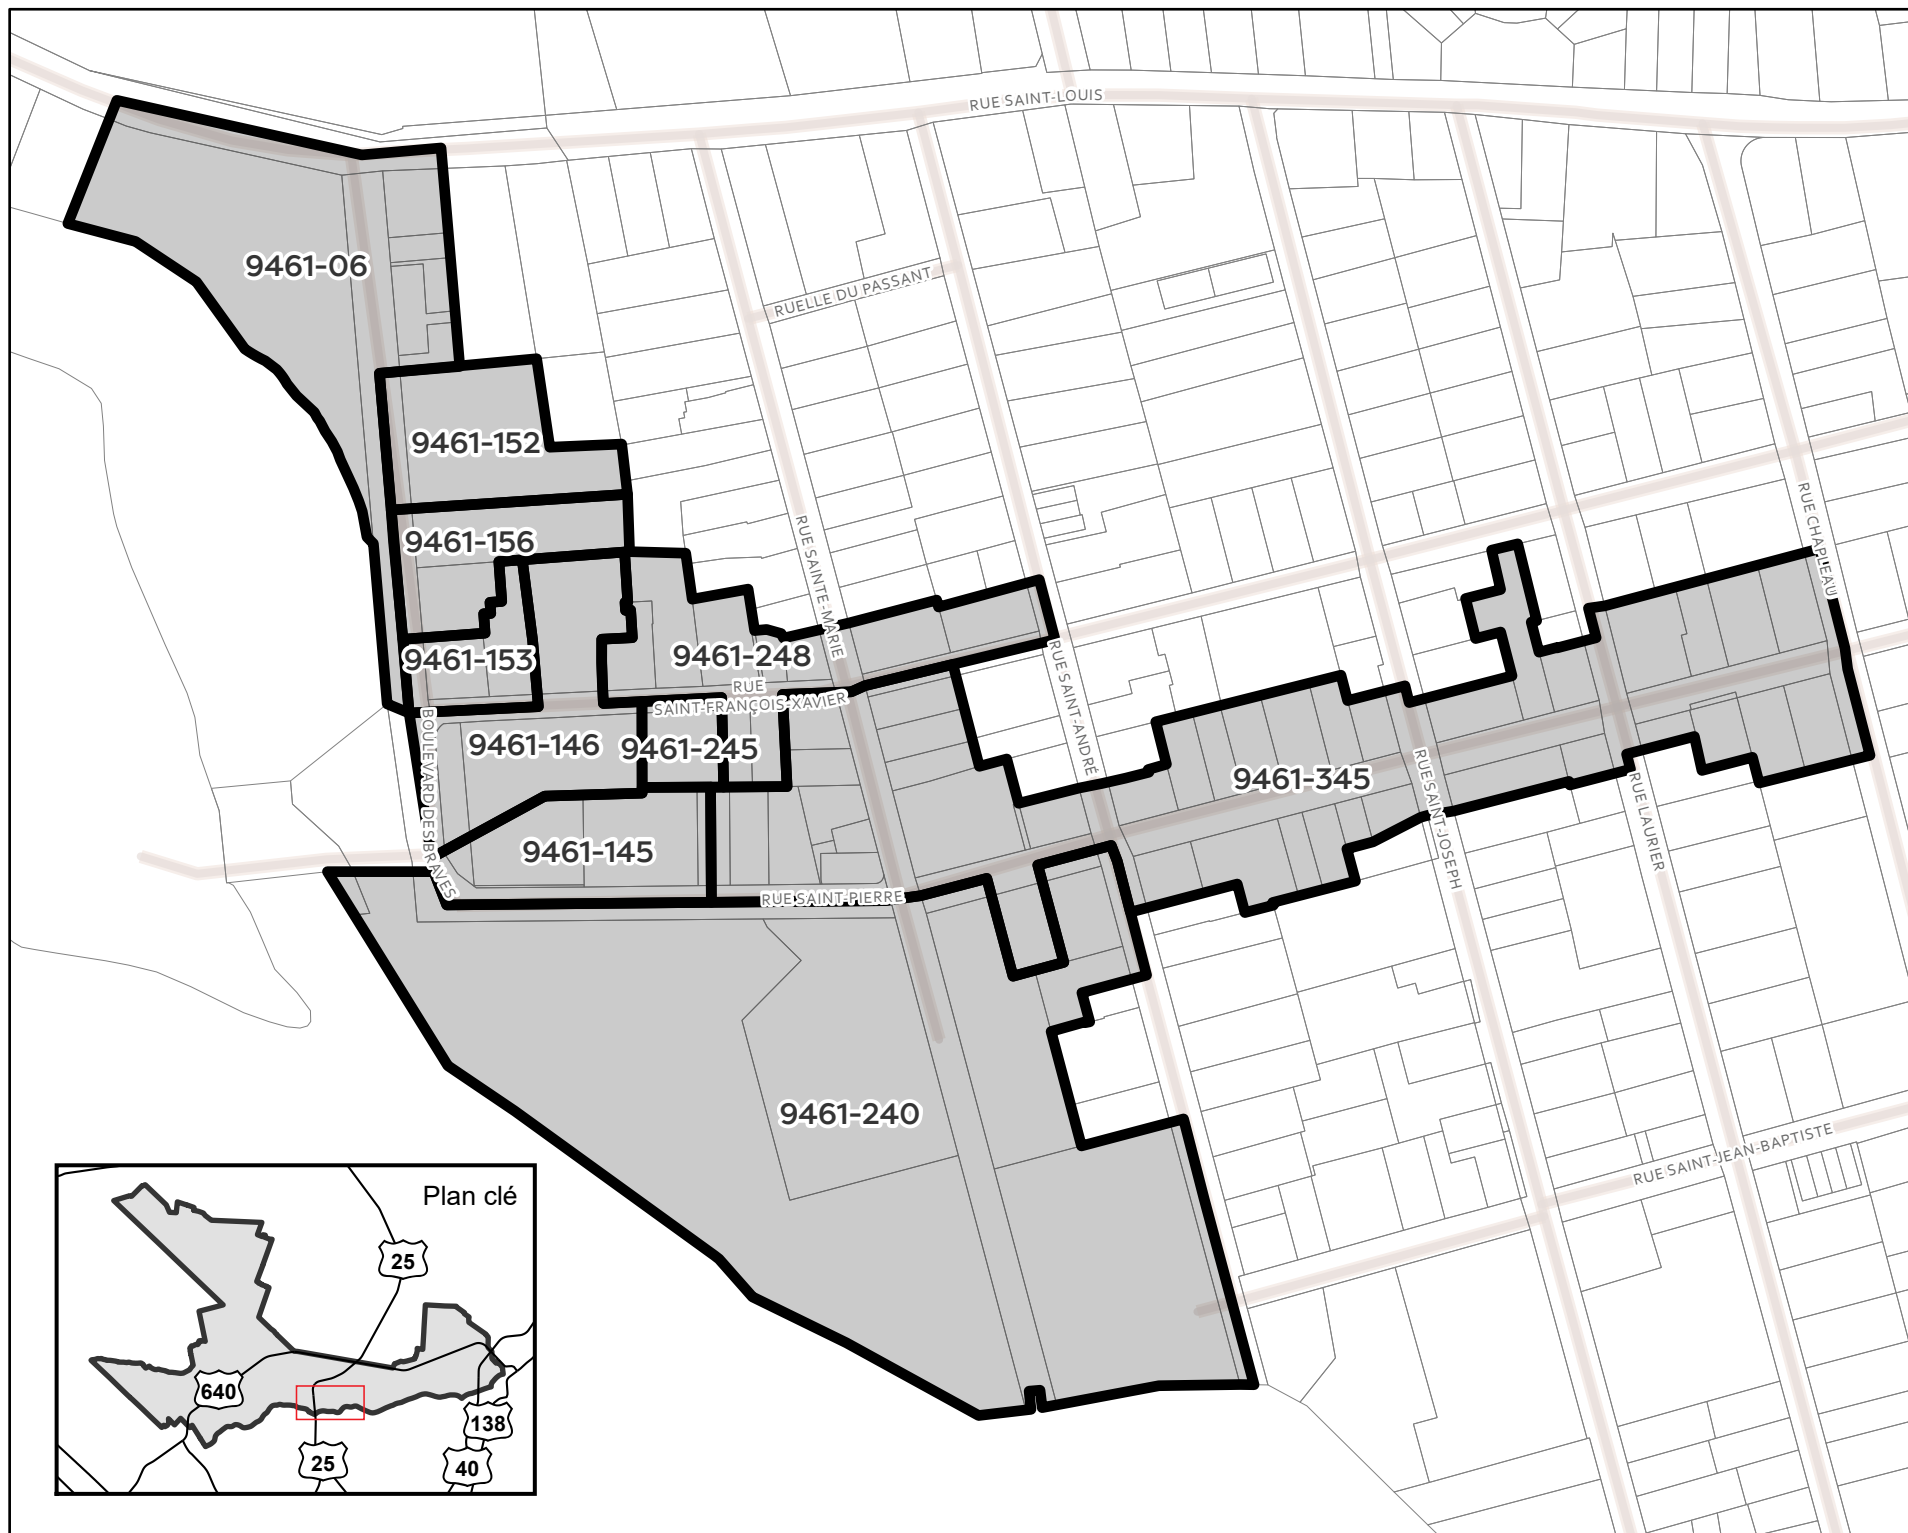 RUE SAINT-LOUIS
9461-06
RUELLE DU PASSANT
9461-152
RUE CHAPLEAU
9461-156
RUE SAINTE-MARIE
9461-153
9461-248
RUE SAINT-ANDRÉ
RUE
SAINT-FRANÇOIS-XAVIER
BOULEVARD DES BRAVES
9461-146
9461-245
9461-345
RUE SAINT-JOSEPH
RUE LAURIER
9461-145
RUE SAINT-PIERRE
9461-240
RUE SAINT-JEAN-BAPTISTE
Plan clé
25
640
138
25
40